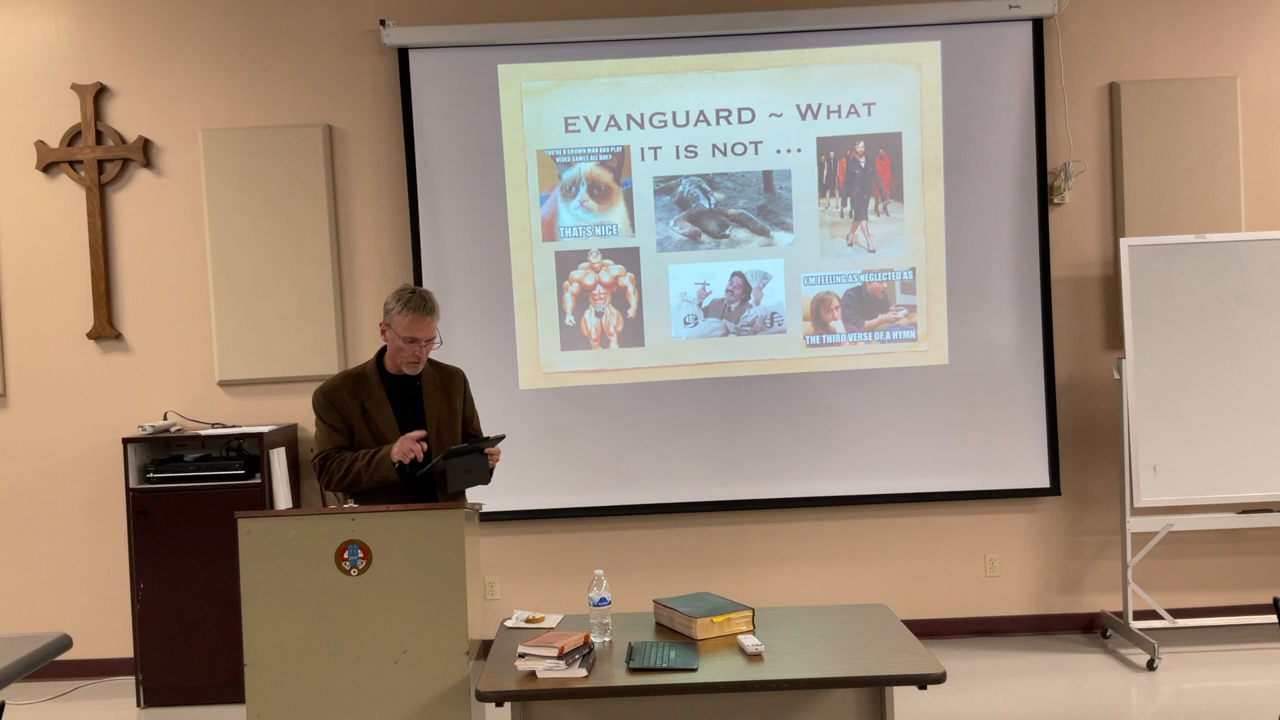 EVANGUARD ~ WHAT
IT IS NOT ...
YOU'RE A GROWN MAN AND PLAY
VIDEO GAMES ALL DAY?
THAT'S NICE
$ $
I'M FEELING AS NEGLECTED AS
THE THIRD VERSE OF A HYMN